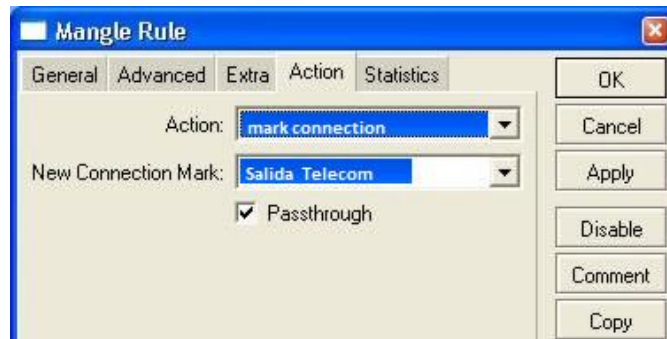 Mangle Rule
General Advanced Extra Action Statistics
OK
Action: mark connection
Cancel
New Connection Mark: Salida Telecom
Apply
Passthrough
Disable
Comment
Copy